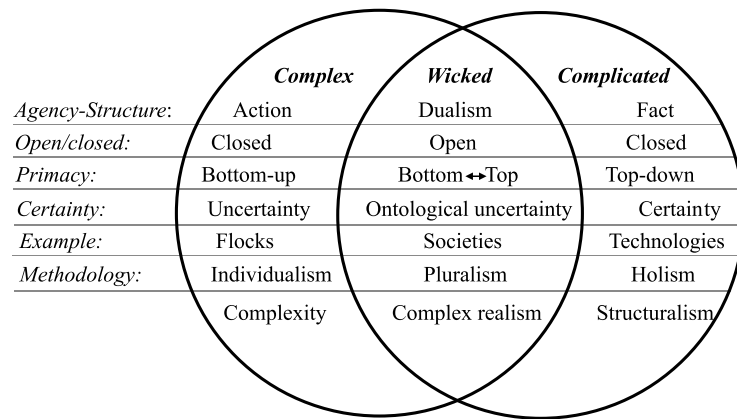 Complex Wicked Complicated
Agency-Structure: Action Dualism Fact
Open/closed: Closed Open Closed
Primacy: Bottom-up Bottom↔Top Top-down
Certainty: Uncertainty Ontological uncertainty Certainty
Example: Flocks Societies Technologies
Methodology: Individualism Pluralism Holism
Complexity Complex realism Structuralism